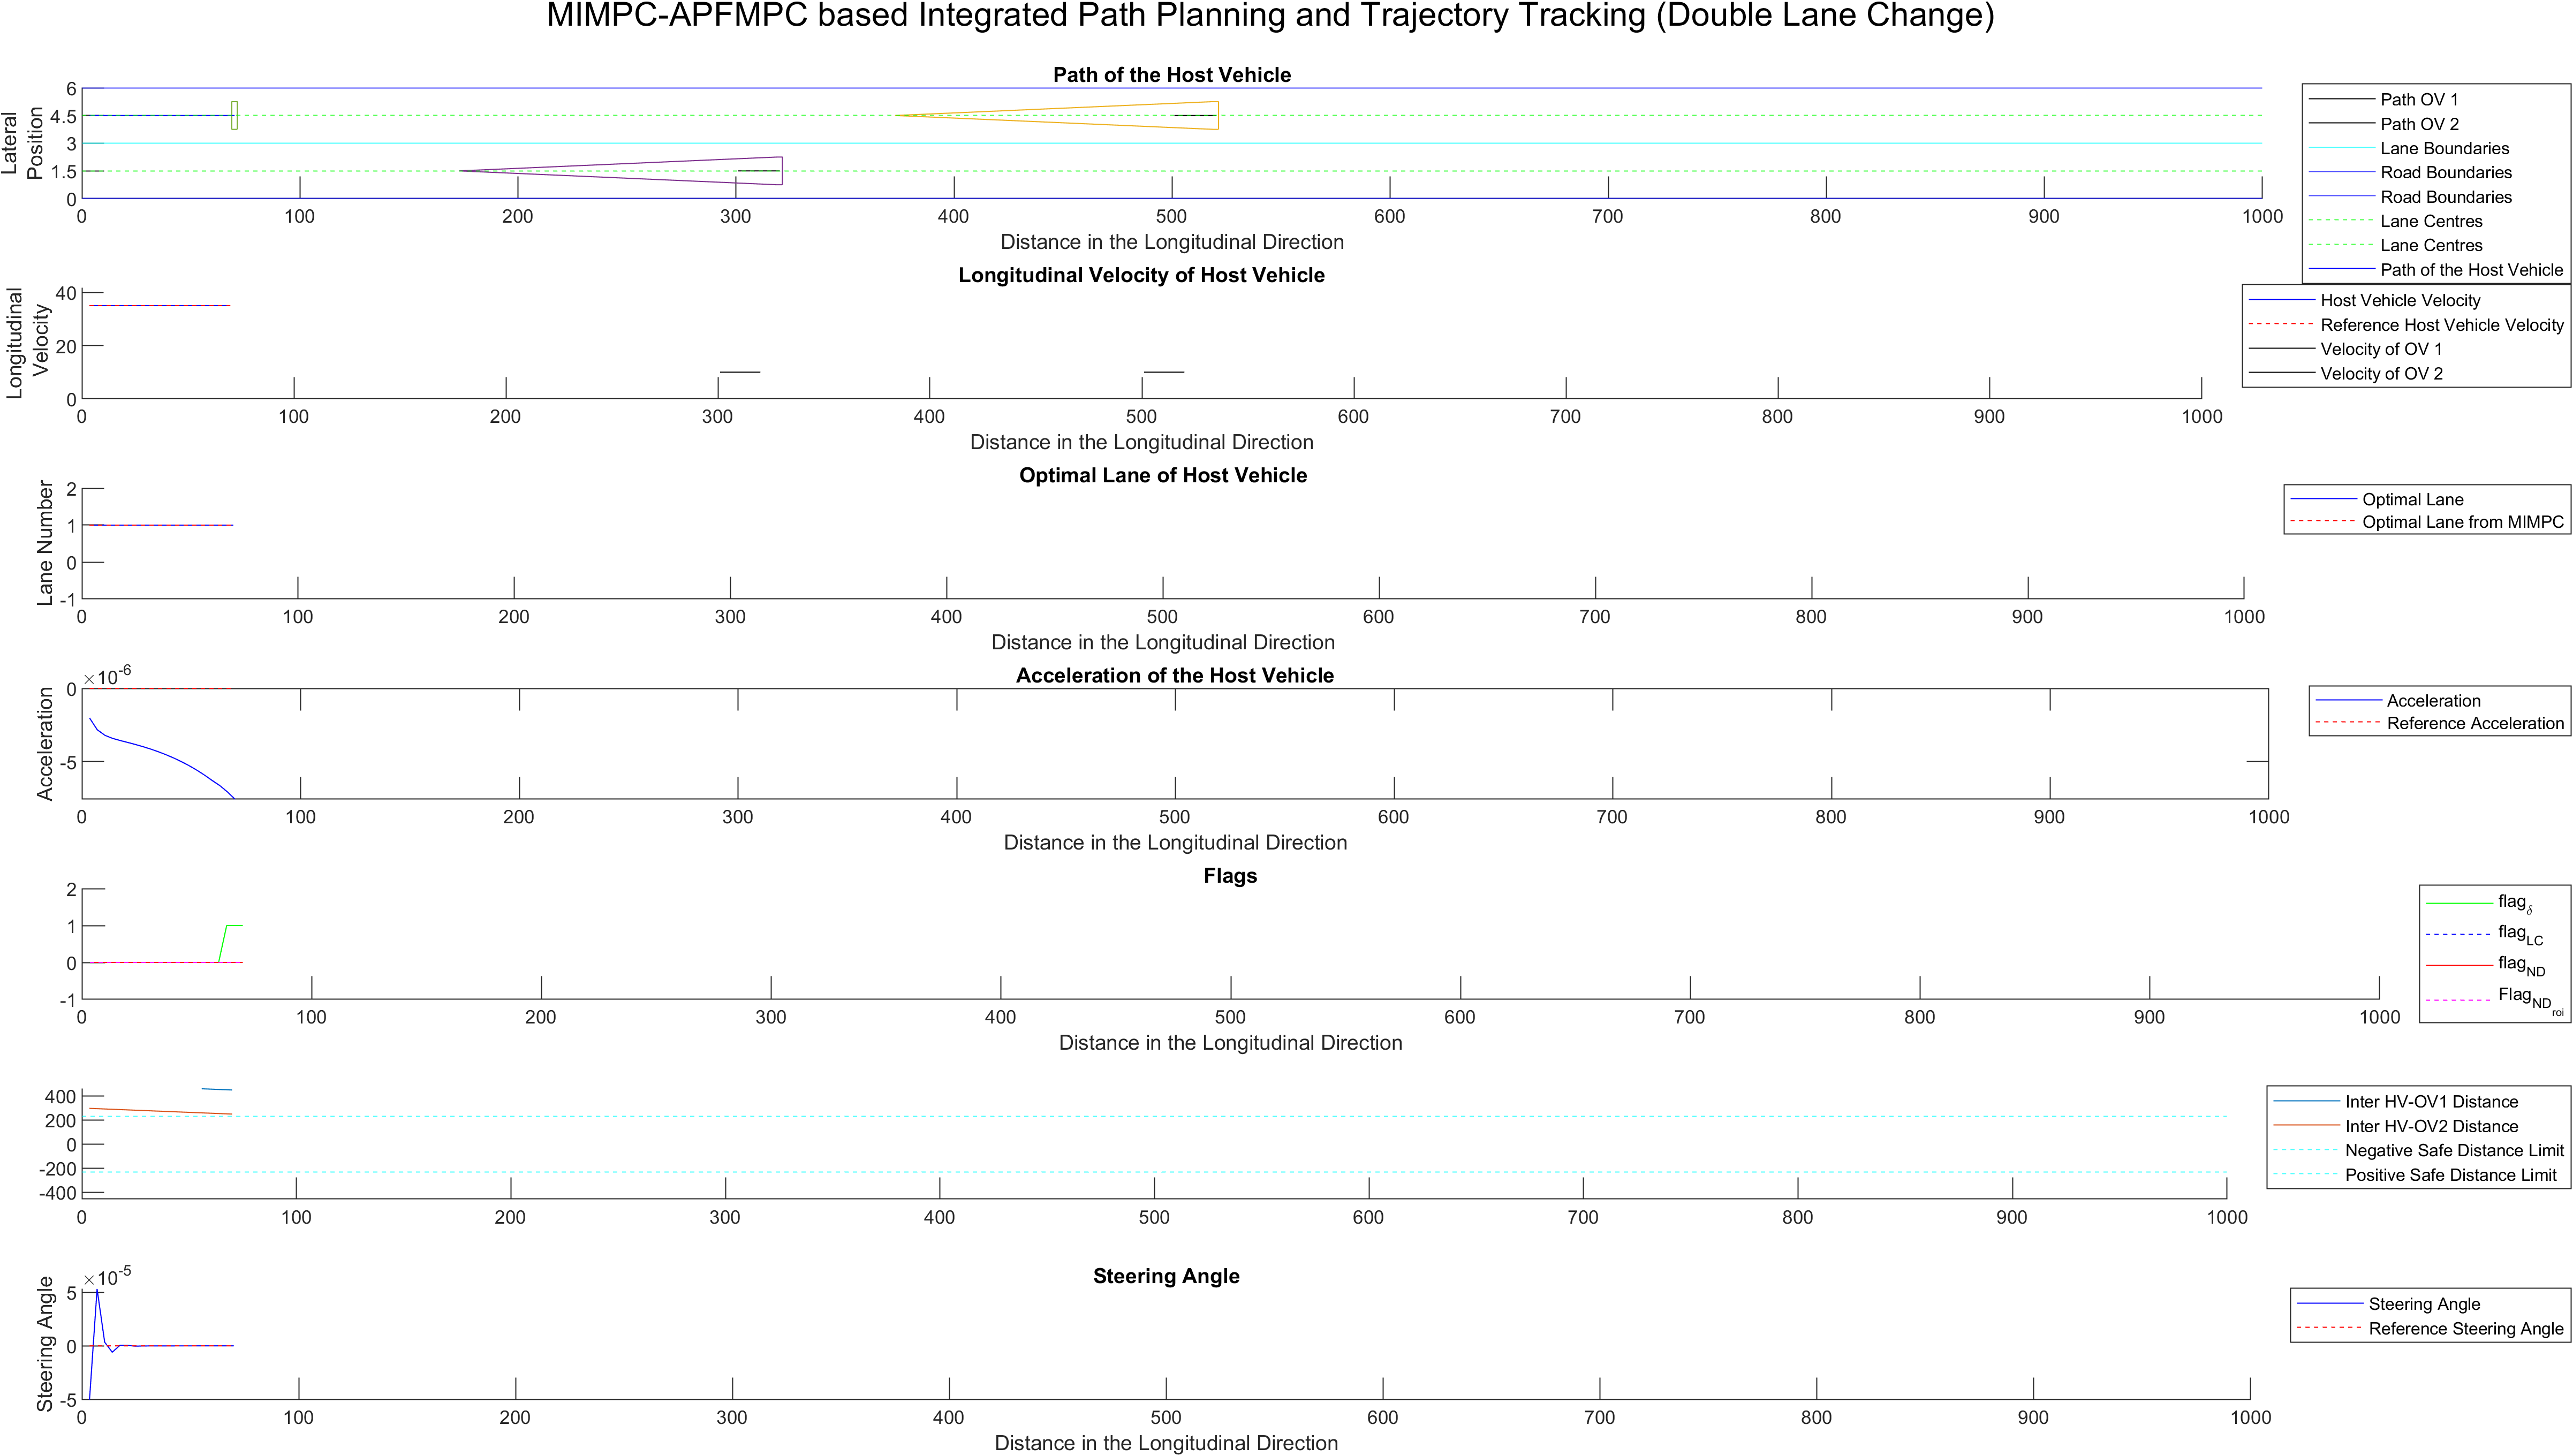 MIMPC-APFMPC based Integrated Path Planning and Trajectory Tracking (Double Lane Change)
Path of the Host Vehicle
Lateral
Position
6
4.5
3
1.5
0
0 100 200 300 400 500 600 700 800 900 1000
Distance in the Longitudinal Direction
Path OV 1
Path OV 2
Lane Boundaries
Road Boundaries
Road Boundaries
Lane Centres
Lane Centres
Path of the Host Vehicle
Longitudinal Velocity of Host Vehicle
Longitudinal
Velocity
40
20
0
0 100 200 300 400 500 600 700 800 900 1000
Distance in the Longitudinal Direction
Host Vehicle Velocity
Reference Host Vehicle Velocity
Velocity of OV 1
Velocity of OV 2
Optimal Lane of Host Vehicle
Lane Number
2
1
0
-1
0 100 200 300 400 500 600 700 800 900 1000
Distance in the Longitudinal Direction
Optimal Lane
Optimal Lane from MIMPC
Acceleration of the Host Vehicle
×10-6
Acceleration
0
-5
0 100 200 300 400 500 600 700 800 900 1000
Distance in the Longitudinal Direction
Acceleration
Reference Acceleration
Flags
2
1
0
-1
0 100 200 300 400 500 600 700 800 900 1000
Distance in the Longitudinal Direction
flagδ
flagLC
flagND
FlagNDroi
400
200
0
-200
-400
0 100 200 300 400 500 600 700 800 900 1000
Inter HV-OV1 Distance
Inter HV-OV2 Distance
Negative Safe Distance Limit
Positive Safe Distance Limit
Steering Angle
×10-5
Steering Angle
5
0
-5
0 100 200 300 400 500 600 700 800 900 1000
Distance in the Longitudinal Direction
Steering Angle
Reference Steering Angle